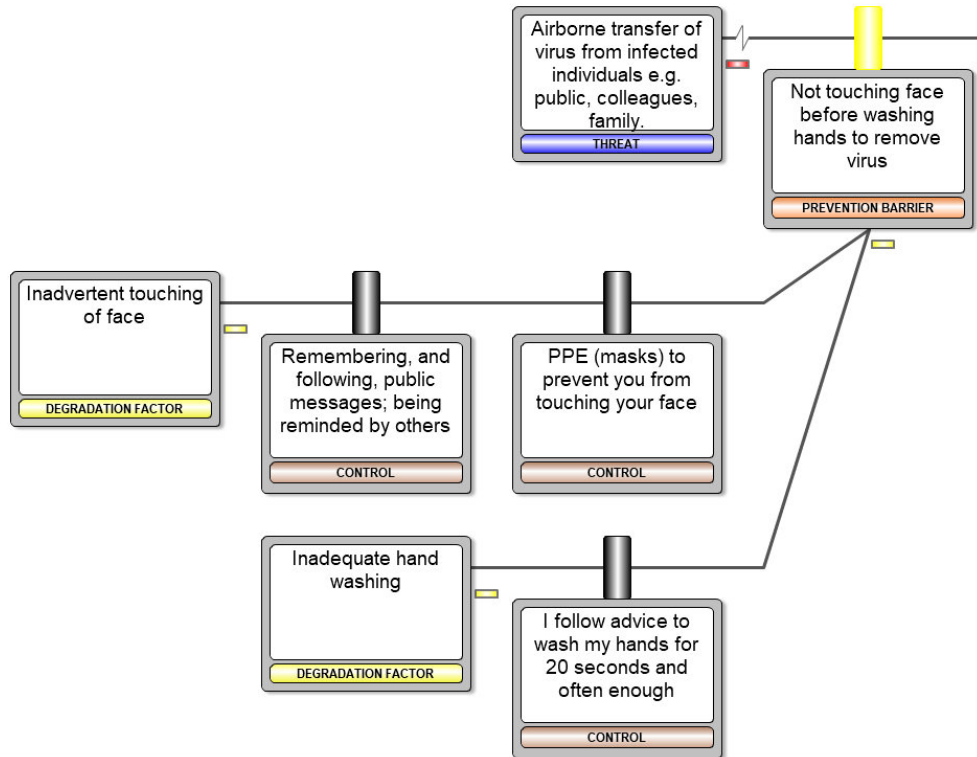 Airborne transfer of
virus from infected
individuals e.g.
public, colleagues,
family.
THREAT
Not touching face
before washing
hands to remove
virus
PREVENTION BARRIER
Inadvertent touching
of face
DEGRADATION FACTOR
Remembering, and
following, public
messages; being
reminded by others
CONTROL
PPE (masks) to
prevent you from
touching your face
CONTROL
Inadequate hand
washing
DEGRADATION FACTOR
I follow advice to
wash my hands for
20 seconds and
often enough
CONTROL